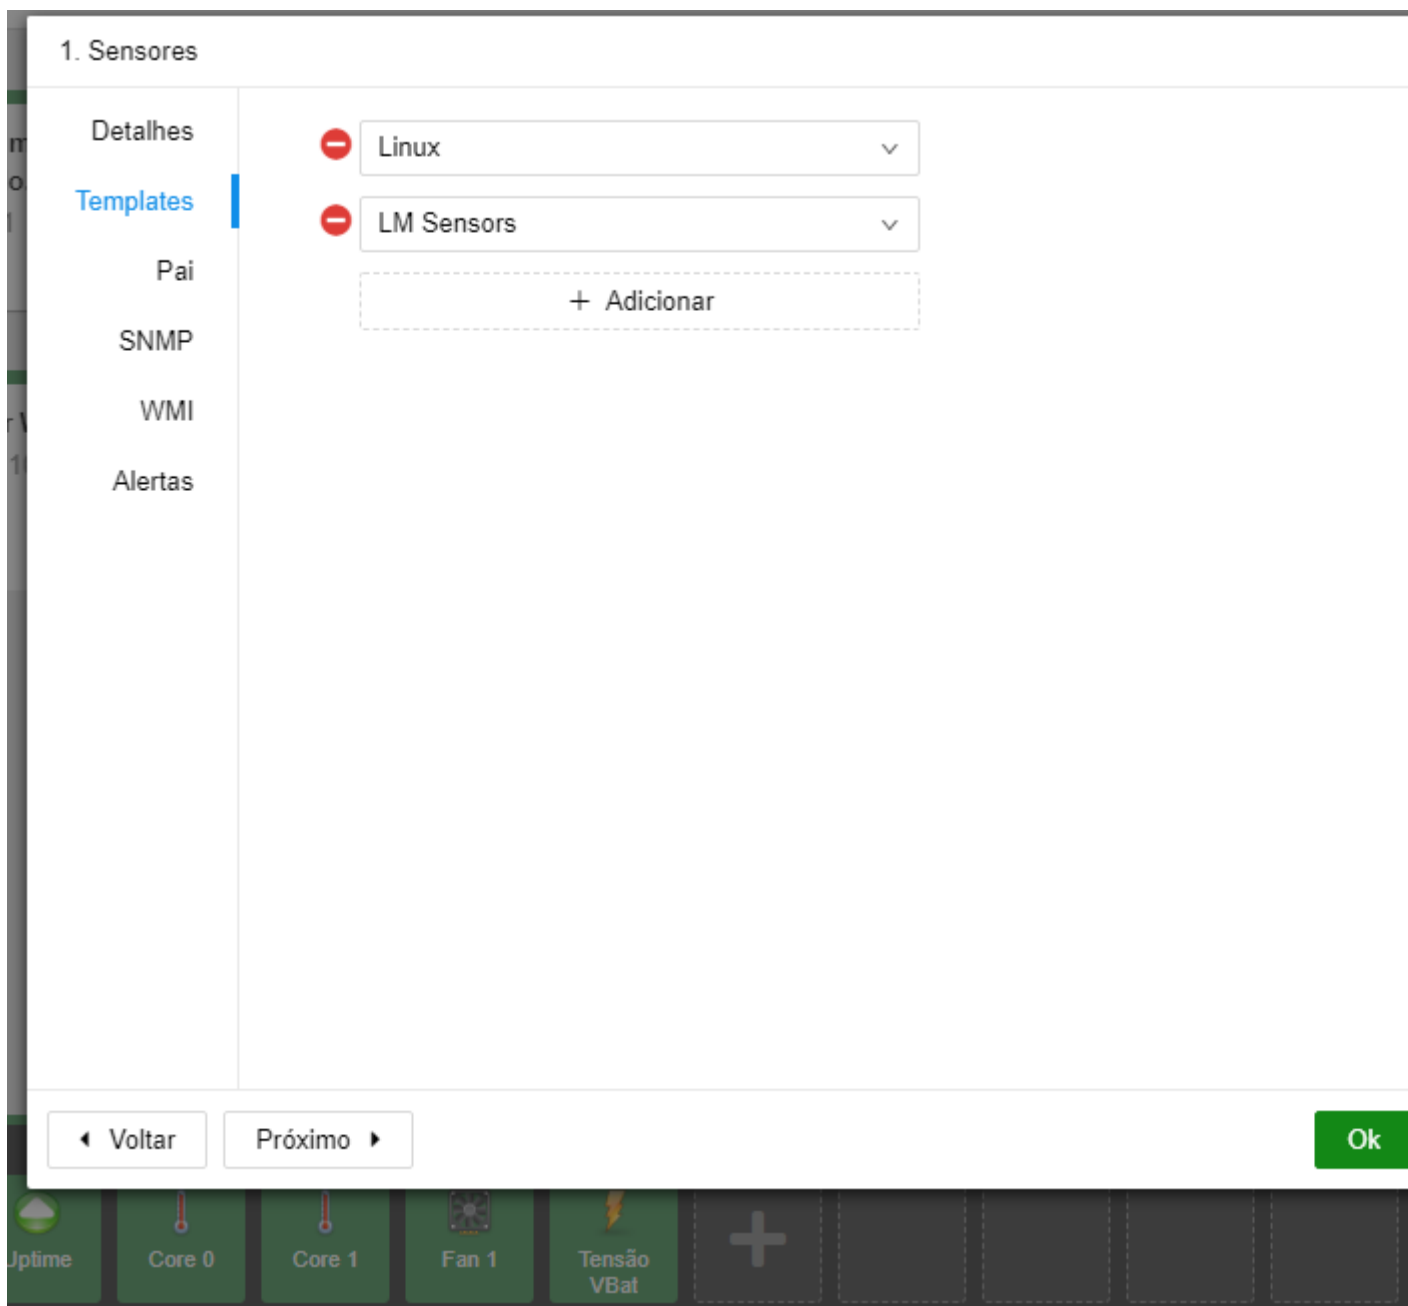 1. Sensores
Detalhes
Templates
Pai
SNMP
WMI
Alertas
Linux
LM Sensors
+ Adicionar
Voltar
Próximo
Ok
Uptime
Core 0
Core 1
Fan 1
Tensão
VBat